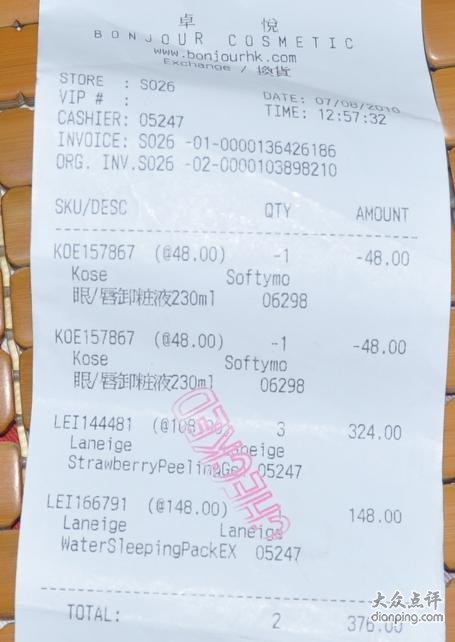 卓 悅
BONJOUR COSMETIC
www.bonjourhk.com
Exchange / 換貨
STORE : S026
DATE: 07/08/2010
VIP # :
TIME: 12:57:32
CASHIER: 05247
INVOICE: S026 -01-0000136426186
ORG. INV.S026 -02-0000103898210
SKU/DESC QTY AMOUNT
KOE157867 (@48.00) -1 -48.00
Kose Softymo
眼/唇卸粧液230ml 06298
KOE157867 (@48.00) -1 -48.00
Kose Softymo
眼/唇卸粧液230ml 06298
LEI144481 (@108.00) 3 324.00
Laneige Laneige
StrawberryPeelingGe 05247
CHECKED
LEI166791 (@148.00) 1 148.00
Laneige Laneige
WaterSleepingPackEX 05247
TOTAL: 2 376.00
大众点评
dianping.com